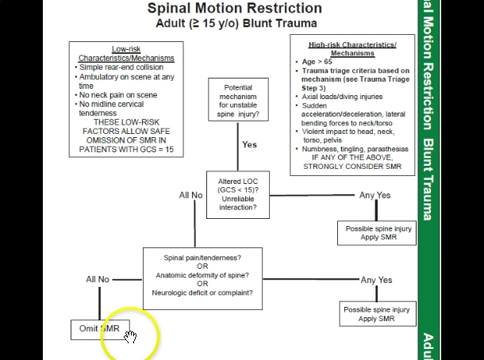 Spinal Motion Restriction
Adult (≥ 15 y/o) Blunt Trauma
Low-risk
Characteristics/Mechanisms
• Simple rear-end collision
• Ambulatory on scene at any
time
• No neck pain on scene
• No midline cervical
tenderness
THESE LOW-RISK
FACTORS ALLOW SAFE
OMISSION OF SMR IN
PATIENTS WITH GCS = 15
Potential
mechanism
for unstable
spine injury?
High-risk Characteristics/
Mechanisms
• Age > 65
• Trauma triage criteria based on
mechanism (see Trauma Triage
Step 3)
• Axial loads/diving injuries
• Sudden
acceleration/deceleration, lateral
bending forces to neck/torso
• Violent impact to head, neck,
torso, pelvis
• Numbness, tingling, parasthesias
IF ANY OF THE ABOVE,
STRONGLY CONSIDER SMR
Yes
Altered LOC
(GCS < 15)?
Unreliable
interaction?
All No
Any Yes
Possible spine injury
Apply SMR
Spinal pain/tenderness?
OR
Anatomic deformity of spine?
OR
Neurologic deficit or complaint?
All No
Any Yes
Possible spine injury
Apply SMR
Omit SMR
Spinal Motion Restriction Blunt Trauma
Adul